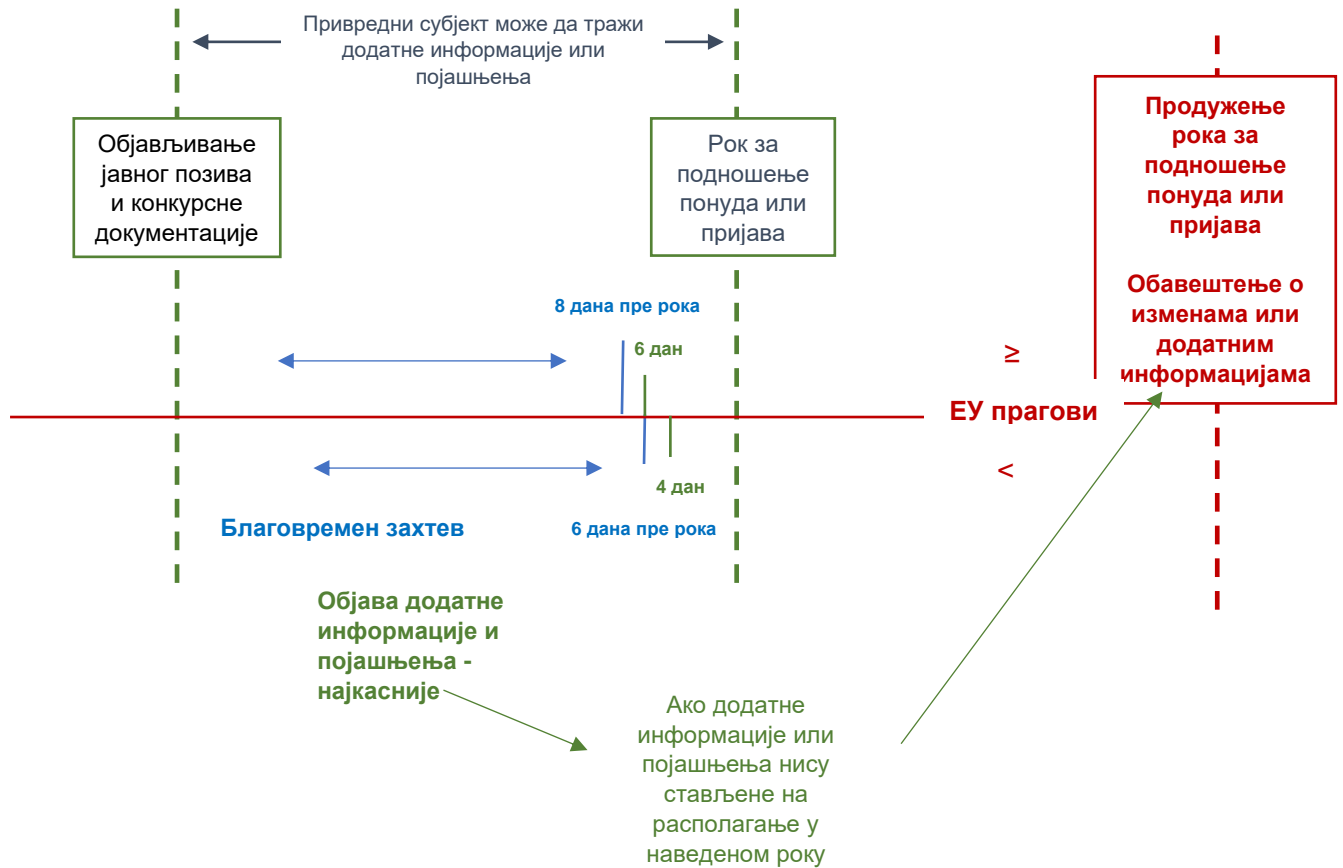 Привредни субјект може да тражи
додатне информације или
појашњења
Објављивање
јавног позива
и конкурсне
документације
Рок за
подношење
понуда или
пријава
Продужење
рока за
подношење
понуда или
пријава
Обавештење о
изменама или
додатним
информацијама
8 дана пре рока
6 дан
≥
ЕУ прагови
<
4 дан
Благовремен захтев
6 дана пре рока
Објава додатне
информације и
појашњења -
најкасније
Ако додатне
информације или
појашњења нису
стављене на
располагање у
наведеном року